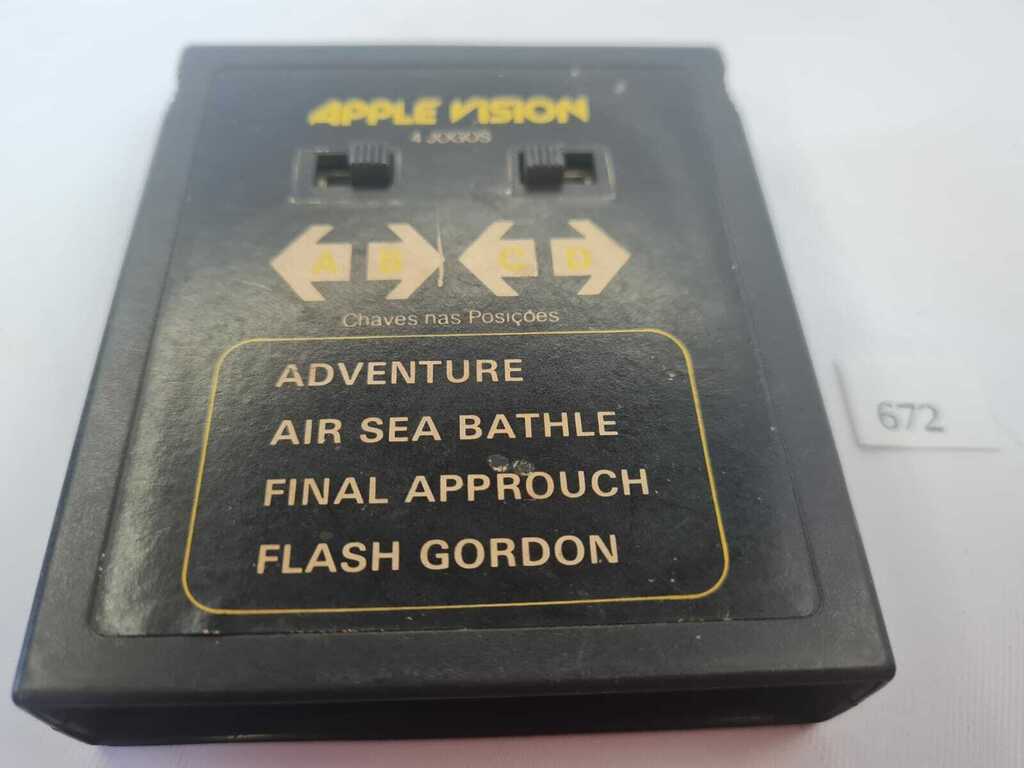 APPLE VISION
4 JOGOS
A B C D
Chaves nas Posições
ADVENTURE
AIR SEA BATHLE
FINAL APPROUCH
FLASH GORDON
672